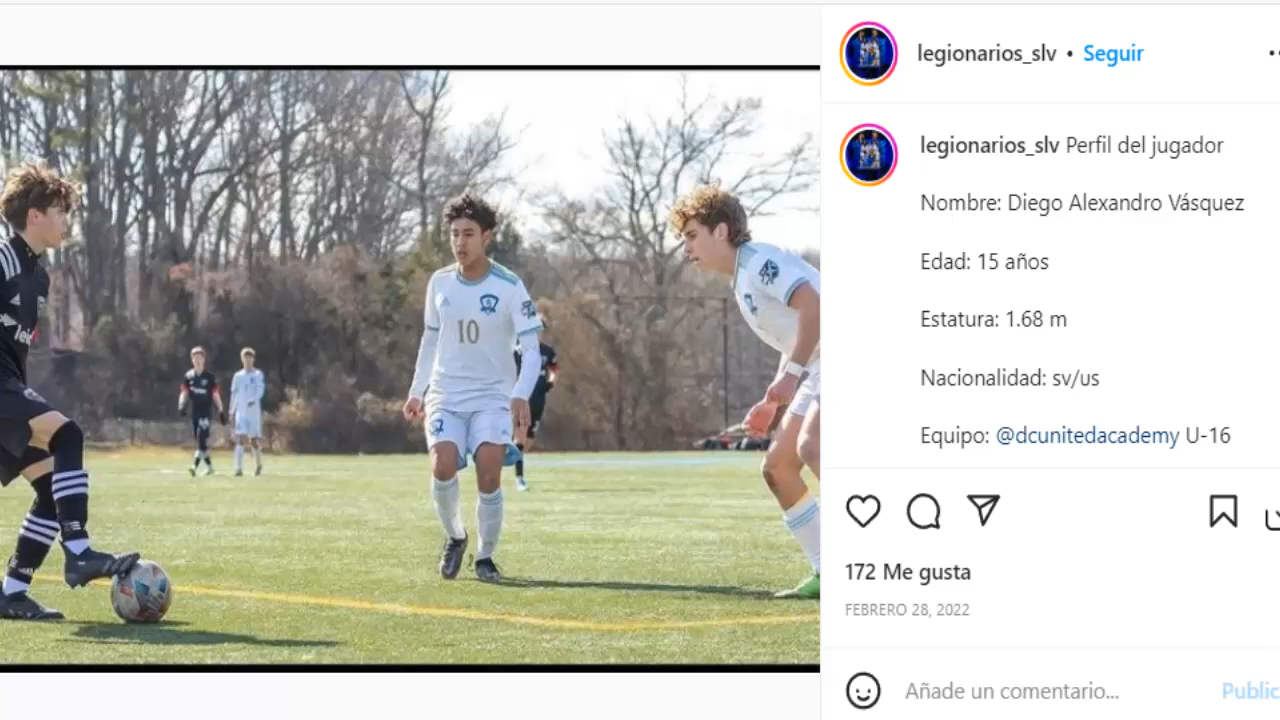 legionarios_slv • Seguir
legionarios_slv Perfil del jugador
Nombre: Diego Alexandro Vásquez
Edad: 15 años
Estatura: 1.68 m
Nacionalidad: sv/us
Equipo: @dcunitedacademy U-16
172 Me gusta
FEBRERO 28, 2022
Añade un comentario...
Public
10